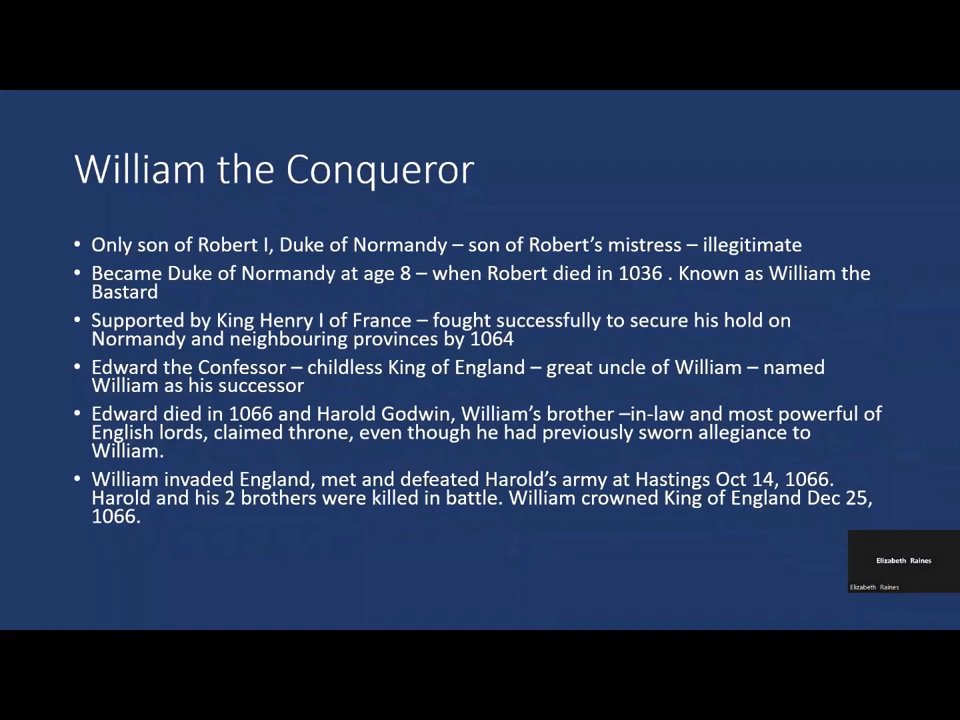 William the Conqueror
• Only son of Robert I, Duke of Normandy – son of Robert's mistress – illegitimate
• Became Duke of Normandy at age 8 – when Robert died in 1036 . Known as William the
Bastard
• Supported by King Henry I of France – fought successfully to secure his hold on
Normandy and neighbouring provinces by 1064
• Edward the Confessor – childless King of England – great uncle of William – named
William as his successor
• Edward died in 1066 and Harold Godwin, William's brother –in-law and most powerful of
English lords, claimed throne, even though he had previously sworn allegiance to
William.
• William invaded England, met and defeated Harold's army at Hastings Oct 14, 1066.
Harold and his 2 brothers were killed in battle. William crowned King of England Dec 25,
1066.
Elizabeth Raines
Elizabeth Raines